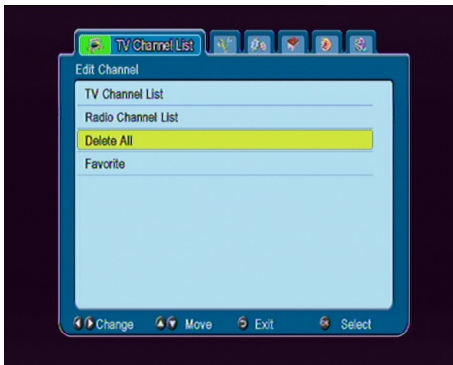 TV Channel List
Edit Channel
TV Channel List
Radio Channel List
Delete All
Favorite
Change Move Exit Select